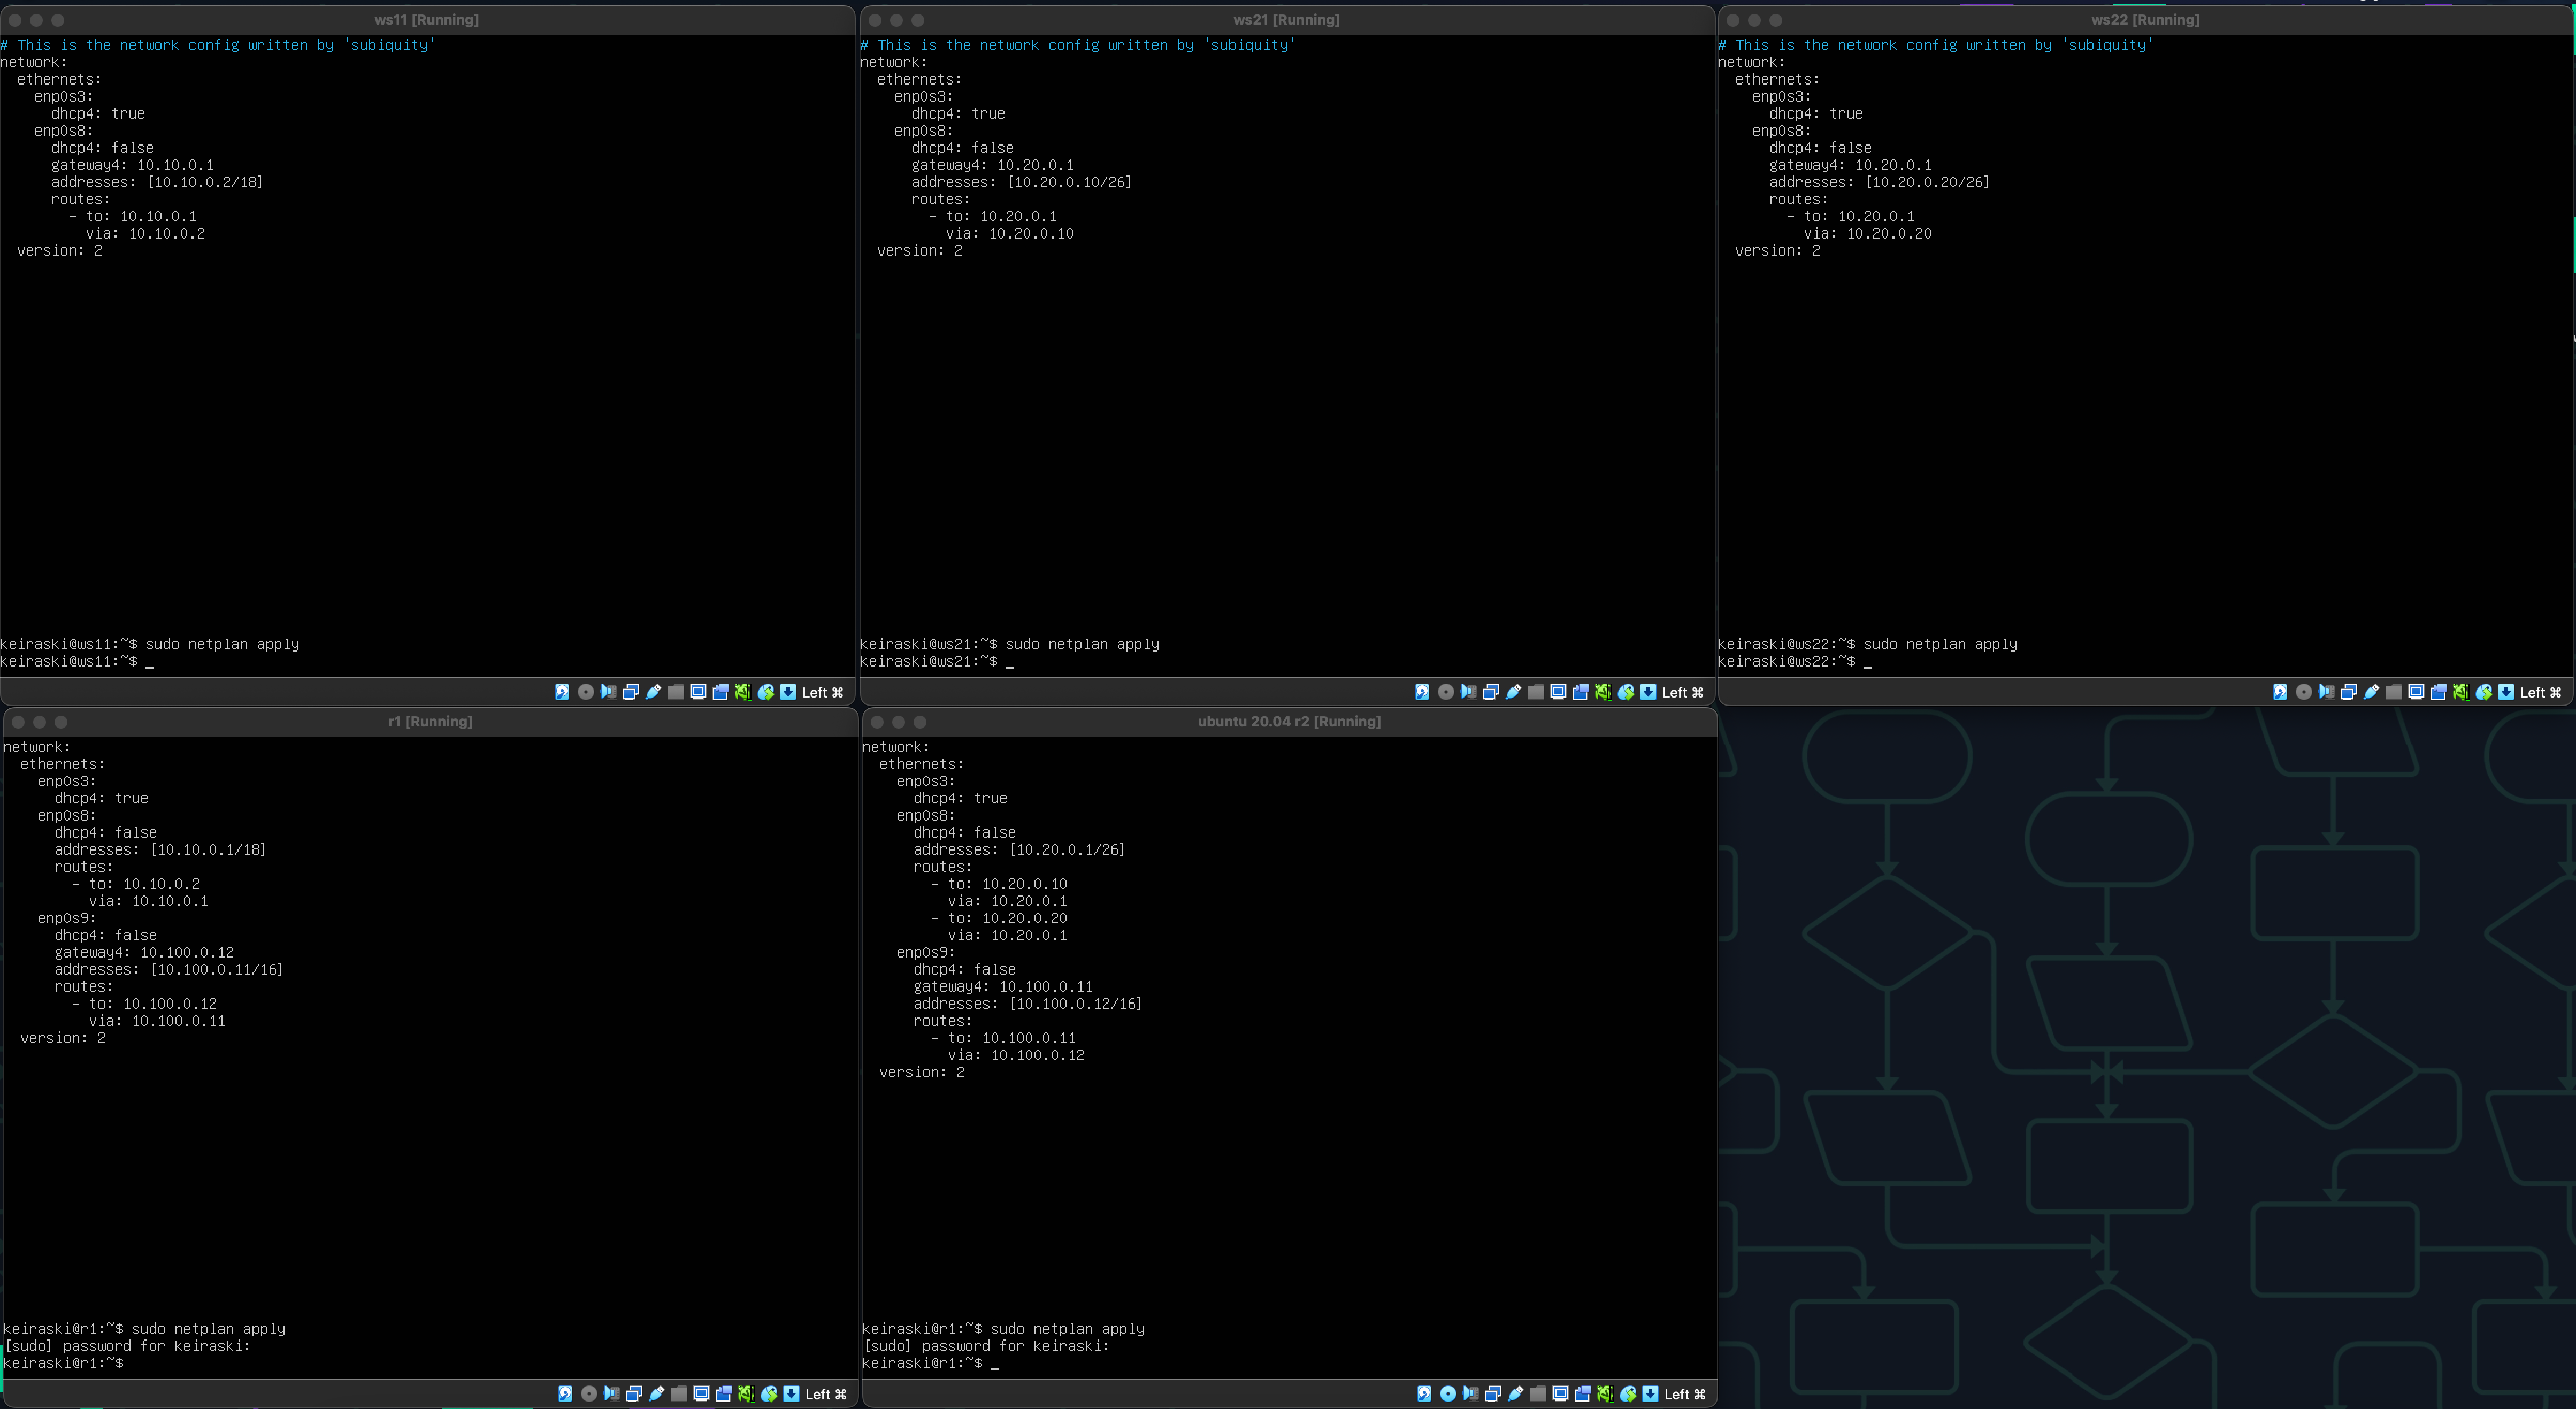 ws11 [Running]
# This is the network config written by 'subiquity'
network:
  ethernets:
    enp0s3:
      dhcp4: true
    enp0s8:
      dhcp4: false
      gateway4: 10.10.0.1
      addresses: [10.10.0.2/18]
      routes:
        - to: 10.10.0.1
          via: 10.10.0.2
  version: 2
keiraski@ws11:~$ sudo netplan apply
keiraski@ws11:~$ _
Left ⌘
ws21 [Running]
# This is the network config written by 'subiquity'
network:
  ethernets:
    enp0s3:
      dhcp4: true
    enp0s8:
      dhcp4: false
      gateway4: 10.20.0.1
      addresses: [10.20.0.10/26]
      routes:
        - to: 10.20.0.1
          via: 10.20.0.10
  version: 2
keiraski@ws21:~$ sudo netplan apply
keiraski@ws21:~$ _
Left ⌘
ws22 [Running]
# This is the network config written by 'subiquity'
network:
  ethernets:
    enp0s3:
      dhcp4: true
    enp0s8:
      dhcp4: false
      gateway4: 10.20.0.1
      addresses: [10.20.0.20/26]
      routes:
        - to: 10.20.0.1
          via: 10.20.0.20
  version: 2
keiraski@ws22:~$ sudo netplan apply
keiraski@ws22:~$ _
Left ⌘
r1 [Running]
network:
  ethernets:
    enp0s3:
      dhcp4: true
    enp0s8:
      dhcp4: false
      addresses: [10.10.0.1/18]
      routes:
        - to: 10.10.0.2
          via: 10.10.0.1
    enp0s9:
      dhcp4: false
      gateway4: 10.100.0.12
      addresses: [10.100.0.11/16]
      routes:
        - to: 10.100.0.12
          via: 10.100.0.11
  version: 2
keiraski@r1:~$ sudo netplan apply
[sudo] password for keiraski:
keiraski@r1:~$
Left ⌘
ubuntu 20.04 r2 [Running]
network:
  ethernets:
    enp0s3:
      dhcp4: true
    enp0s8:
      dhcp4: false
      addresses: [10.20.0.1/26]
      routes:
        - to: 10.20.0.10
          via: 10.20.0.1
        - to: 10.20.0.20
          via: 10.20.0.1
    enp0s9:
      dhcp4: false
      gateway4: 10.100.0.11
      addresses: [10.100.0.12/16]
      routes:
        - to: 10.100.0.11
          via: 10.100.0.12
  version: 2
keiraski@r1:~$ sudo netplan apply
[sudo] password for keiraski:
keiraski@r1:~$ _
Left ⌘